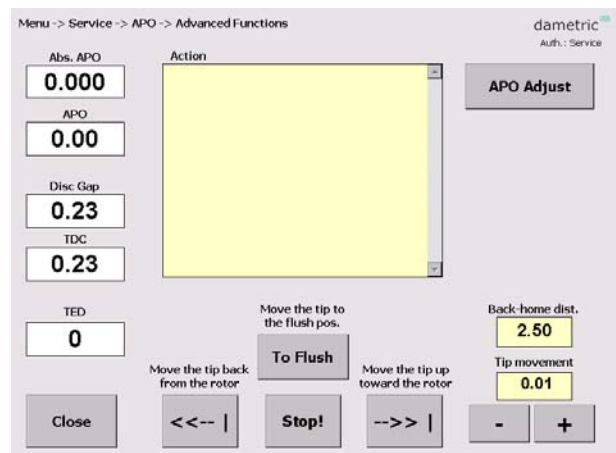 Menu -> Service -> APO -> Advanced Functions
dametric
Auth.: Service
Abs. APO
0.000
APO
0.00
Disc Gap
0.23
TDC
0.23
TED
0
Close
Action
APO Adjust
Move the tip to
the flush pos.
To Flush
Move the tip back
from the rotor
<<-- |
Stop!
Move the tip up
toward the rotor
-->> |
Back-home dist.
2.50
Tip movement
0.01
-
+